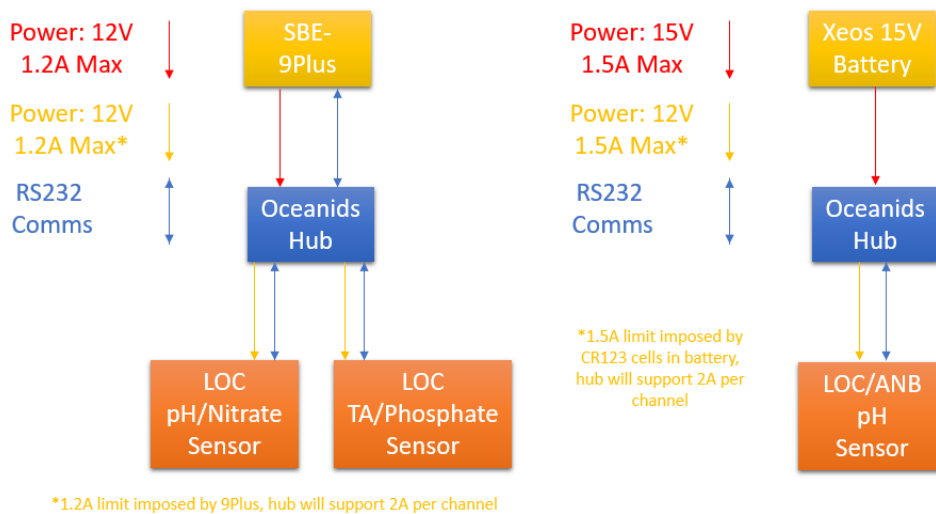 Power: 12V
1.2A Max
Power: 12V
1.2A Max*
RS232
Comms
SBE-
9Plus
Oceanids
Hub
LOC
pH/Nitrate
Sensor
LOC
TA/Phosphate
Sensor
*1.2A limit imposed by 9Plus, hub will support 2A per channel
Power: 15V
1.5A Max
Power: 12V
1.5A Max*
RS232
Comms
Xeos 15V
Battery
Oceanids
Hub
*1.5A limit imposed by
CR123 cells in battery,
hub will support 2A per
channel
LOC/ANB
pH
Sensor